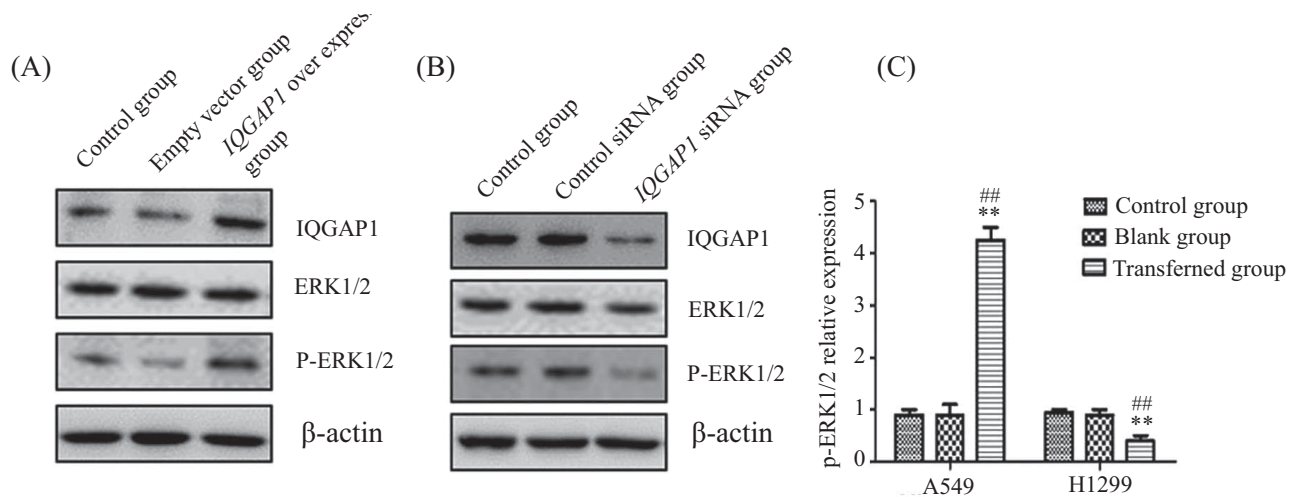 (A)
Control group
Empty vector group
IQGAP1 over expres
group
IQGAP1
ERK1/2
P-ERK1/2
β-actin
(B)
Control group
Control siRNA group
IQGAP1 siRNA group
IQGAP1
ERK1/2
P-ERK1/2
β-actin
(C)
p-ERK1/2 relative expression
5
4
3
2
1
0
##
**
##
**
A549
H1299
Control group
Blank group
Transferned group